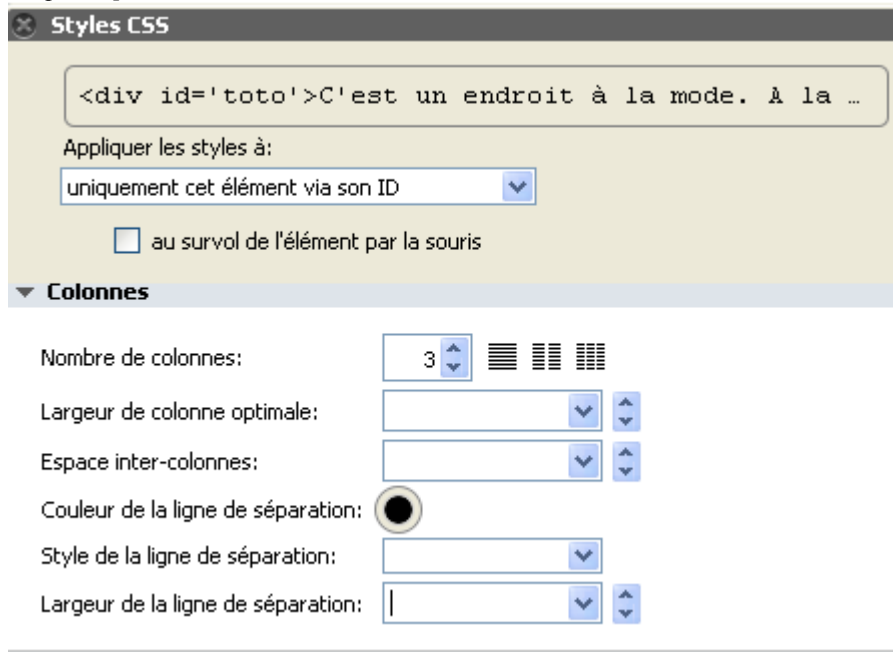 Styles CSS
<div id='toto'>C'est un endroit à la mode. A la …
Appliquer les styles à:
uniquement cet élément via son ID
au survol de l'élément par la souris
Colonnes
Nombre de colonnes: 3
Largeur de colonne optimale:
Espace inter-colonnes:
Couleur de la ligne de séparation:
Style de la ligne de séparation:
Largeur de la ligne de séparation: